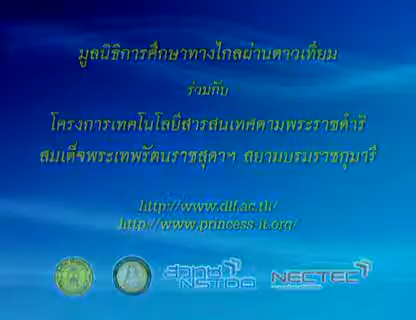 มูลนิธิการศึกษาทางไกลผ่านดาวเทียม
ร่วมกับ
โครงการเทคโนโลยีสารสนเทศตามพระราชดำริ
สมเด็จพระเทพรัตนราชสุดาฯ สยามบรมราชกุมารี
http://www.dlf.ac.th/
http://www.princess-it.org/
สวทช
NSTDA
NECTEC